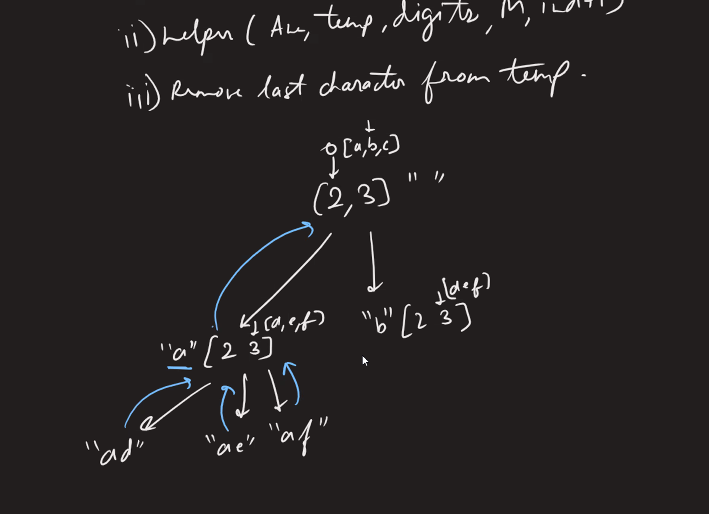 ii) Helper ( Ans, temp, digits, M, ind+1)
iii) Remove last character from temp.
0 [a,b,c]
[2,3] " "
[d e f]
[d,e,f)
"b" [2 3]
"a" [2 3]
"ad" "ae" "af"